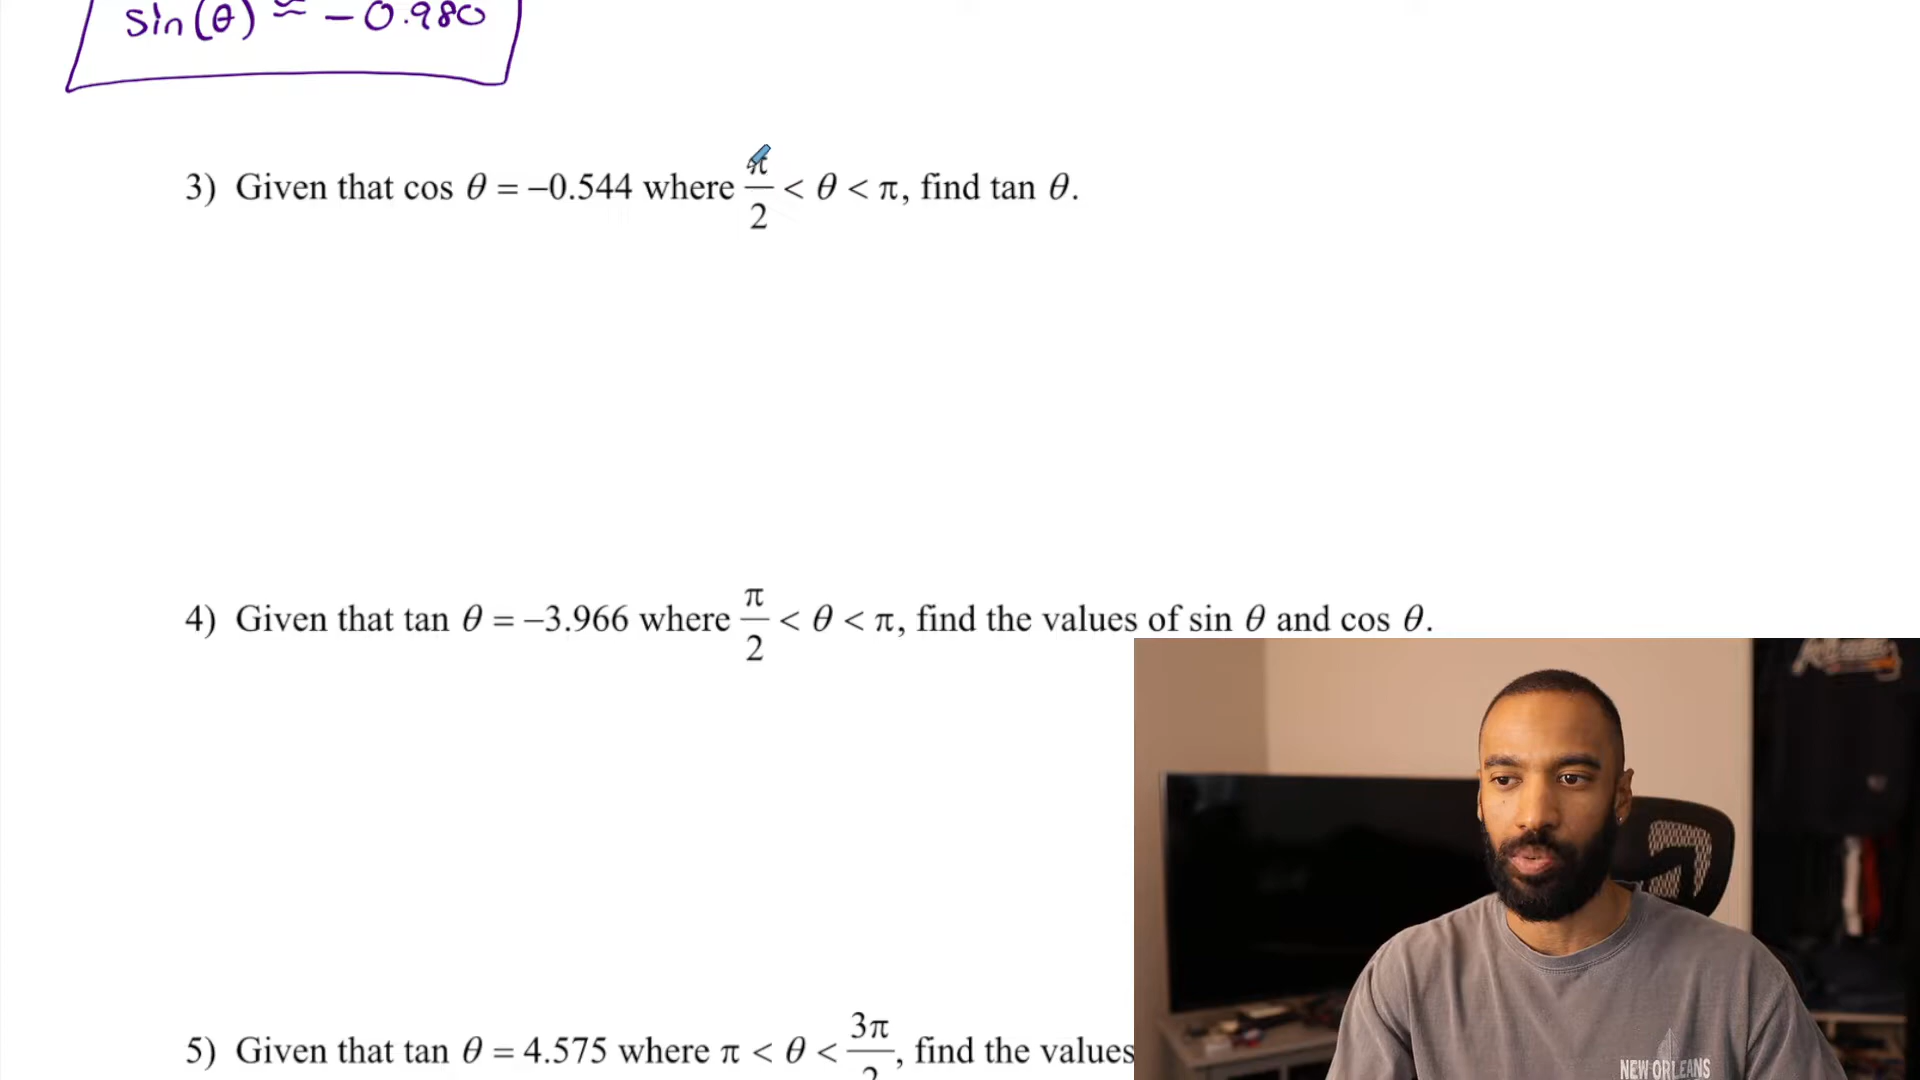 sin(θ) ≈ -0.980
3) Given that cos θ = −0.544 where π/2 < θ < π, find tan θ.
4) Given that tan θ = −3.966 where π/2 < θ < π, find the values of sin θ and cos θ.
5) Given that tan θ = 4.575 where π < θ < 3π/2, find the values
NEW ORLEANS